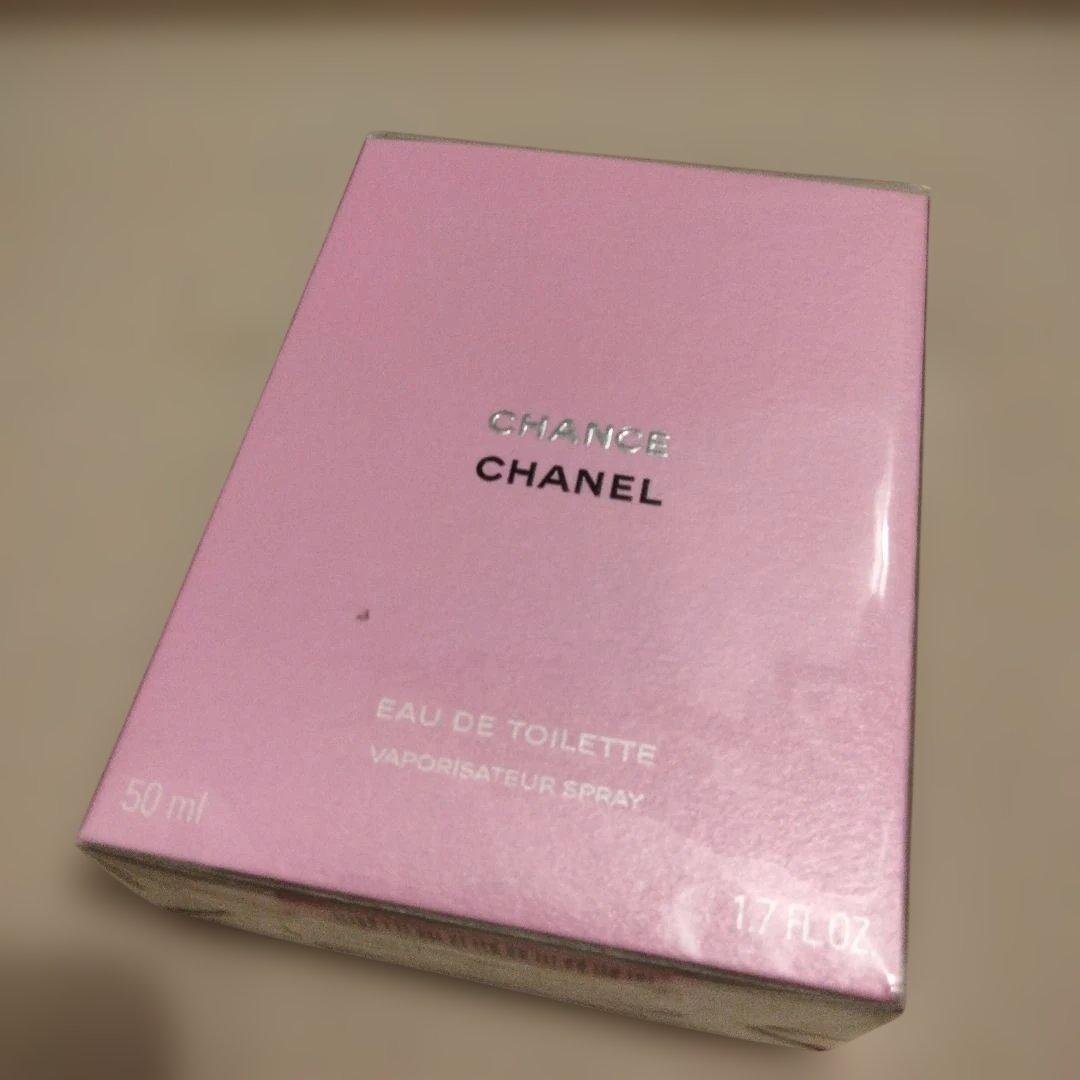 CHANCE
CHANEL
EAU DE TOILETTE
VAPORISATEUR SPRAY
50 ml
1.7 FL.OZ.